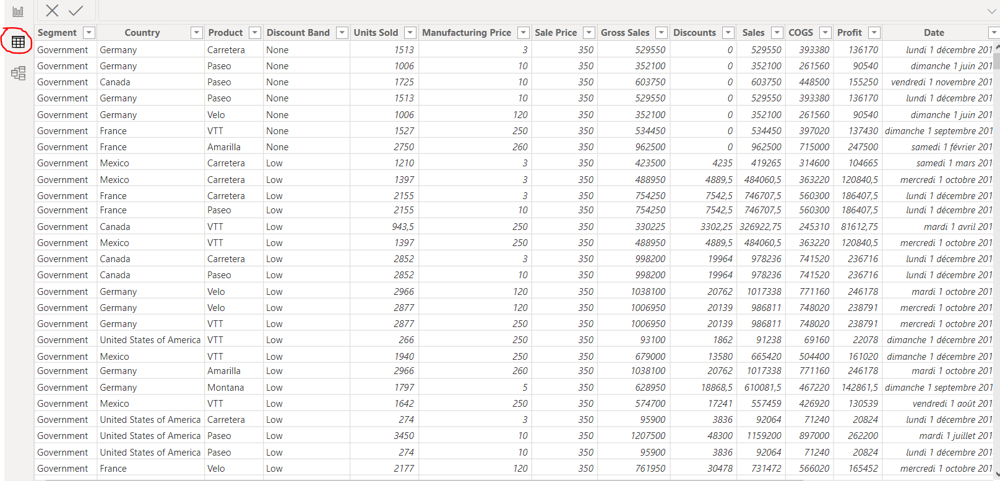 Segment Country Product Discount Band Units Sold Manufacturing Price Sale Price Gross Sales Discounts Sales COGS Profit Date
Government Germany Carretera None 1513 3 350 529550 0 529550 393380 136170 lundi 1 décembre 201
Government Germany Paseo None 1006 10 350 352100 0 352100 261560 90540 dimanche 1 juin 201
Government Canada Paseo None 1725 10 350 603750 0 603750 448500 155250 vendredi 1 novembre 201
Government Germany Paseo None 1513 10 350 529550 0 529550 393380 136170 lundi 1 décembre 201
Government Germany Velo None 1006 120 350 352100 0 352100 261560 90540 dimanche 1 juin 201
Government France VTT None 1527 250 350 534450 0 534450 397020 137430 dimanche 1 septembre 201
Government France Amarilla None 2750 260 350 962500 0 962500 715000 247500 samedi 1 février 201
Government Mexico Carretera Low 1210 3 350 423500 4235 419265 314600 104665 samedi 1 mars 201
Government Mexico Carretera Low 1397 3 350 488950 4889,5 484060,5 363220 120840,5 mercredi 1 octobre 201
Government France Carretera Low 2155 3 350 754250 7542,5 746707,5 560300 186407,5 lundi 1 décembre 201
Government France Paseo Low 2155 10 350 754250 7542,5 746707,5 560300 186407,5 lundi 1 décembre 201
Government Canada VTT Low 943,5 250 350 330225 3302,25 326922,75 245310 81612,75 mardi 1 avril 201
Government Mexico VTT Low 1397 250 350 488950 4889,5 484060,5 363220 120840,5 mercredi 1 octobre 201
Government Canada Carretera Low 2852 3 350 998200 19964 978236 741520 236716 lundi 1 décembre 201
Government Canada Paseo Low 2852 10 350 998200 19964 978236 741520 236716 lundi 1 décembre 201
Government Germany Velo Low 2966 120 350 1038100 20762 1017338 771160 246178 mardi 1 octobre 201
Government Germany Velo Low 2877 120 350 1006950 20139 986811 748020 238791 mercredi 1 octobre 201
Government Germany VTT Low 2877 250 350 1006950 20139 986811 748020 238791 mercredi 1 octobre 201
Government United States of America VTT Low 266 250 350 93100 1862 91238 69160 22078 dimanche 1 décembre 201
Government Mexico VTT Low 1940 250 350 679000 13580 665420 504400 161020 dimanche 1 décembre 201
Government Germany Amarilla Low 2966 260 350 1038100 20762 1017338 771160 246178 mardi 1 octobre 201
Government Germany Montana Low 1797 5 350 628950 18868,5 610081,5 467220 142861,5 dimanche 1 septembre 201
Government Mexico VTT Low 1642 250 350 574700 17241 557459 426920 130539 vendredi 1 août 201
Government United States of America Carretera Low 274 3 350 95900 3836 92064 71240 20824 lundi 1 décembre 201
Government United States of America Paseo Low 3450 10 350 1207500 48300 1159200 897000 262200 mardi 1 juillet 201
Government United States of America Paseo Low 274 10 350 95900 3836 92064 71240 20824 lundi 1 décembre 201
Government France Velo Low 2177 120 350 761950 30478 731472 566020 165452 mercredi 1 octobre 201